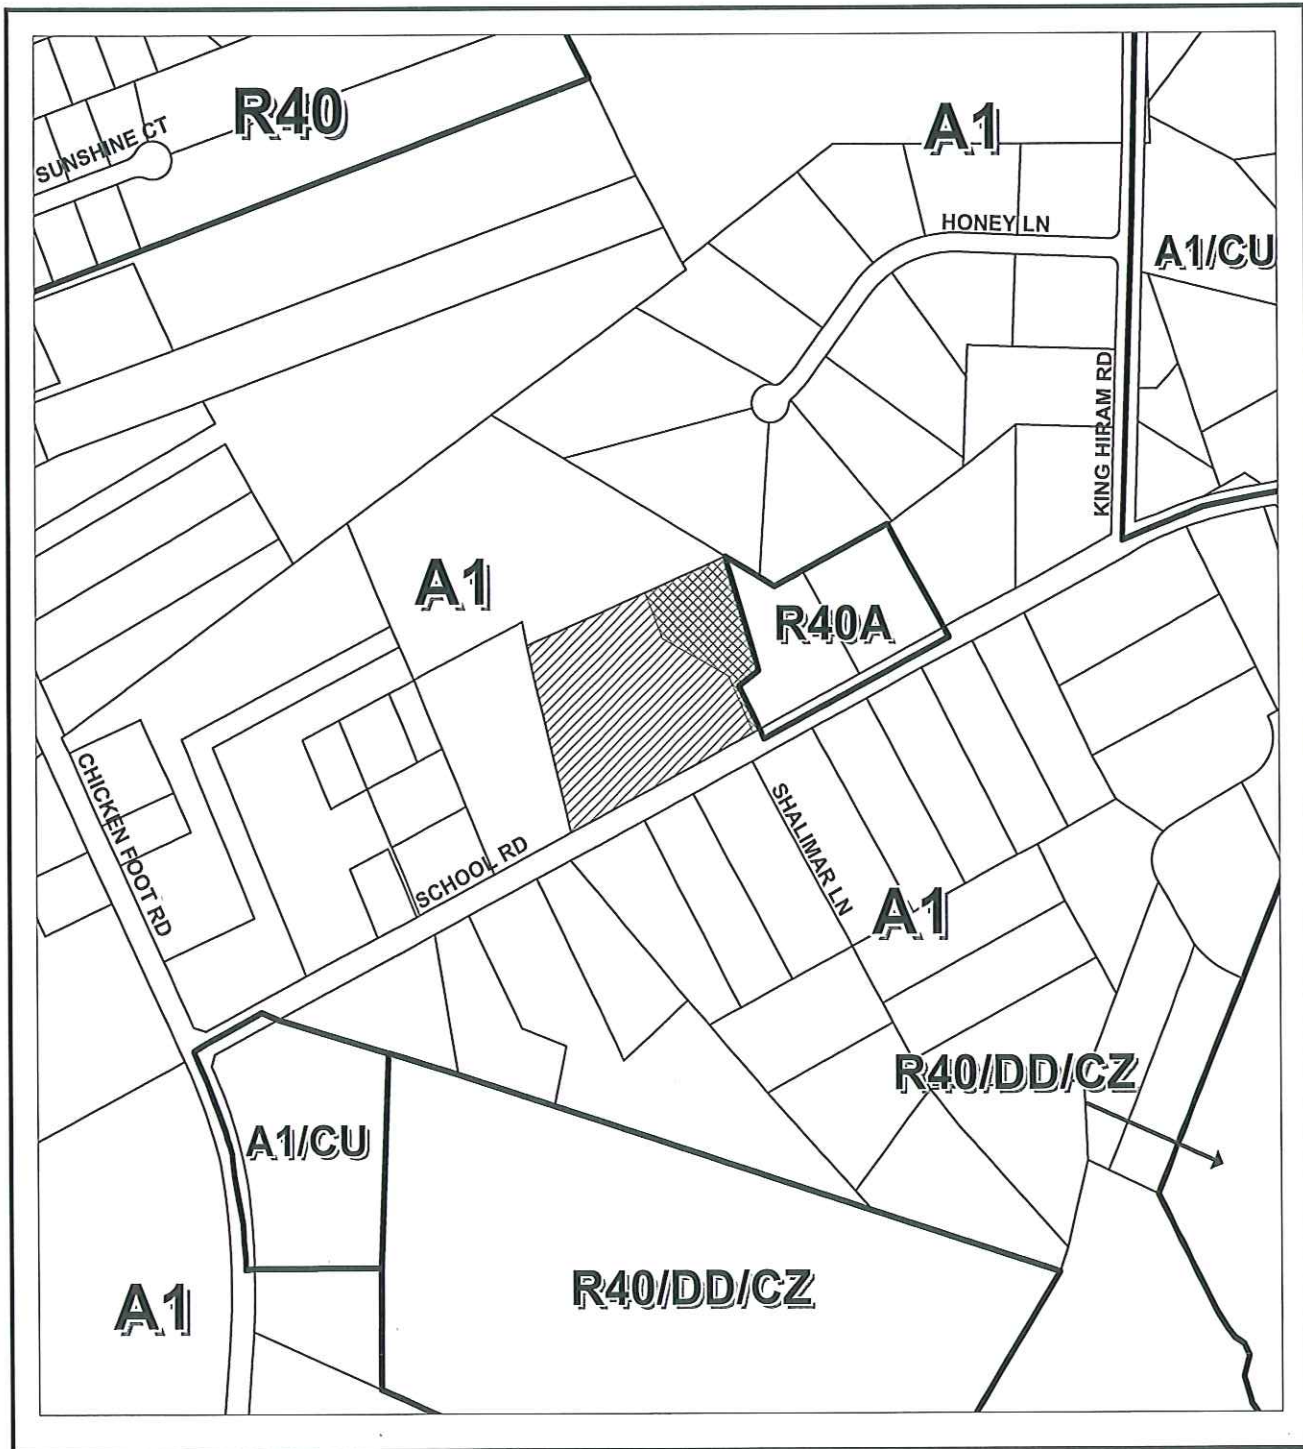 R40
A1
SUNSHINE CT
HONEY LN
A1/CU
KING HIRAM RD
A1
R40A
CHICKEN FOOT RD
SCHOOL RD
SHALIMAR LN
A1
R40/DD/CZ
A1/CU
R40/DD/CZ
A1